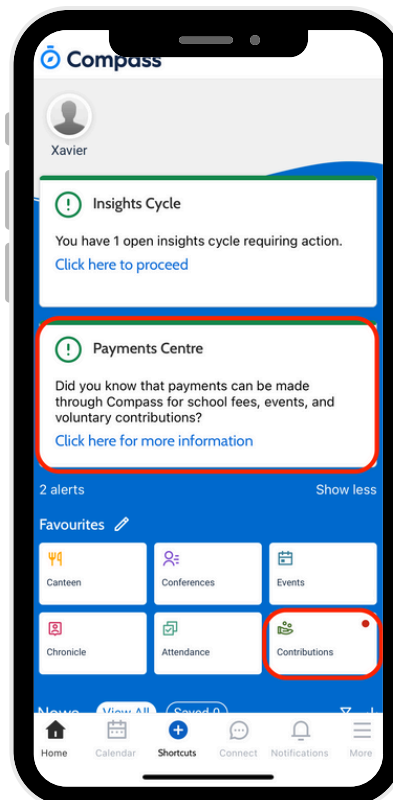 Compass
Xavier
Insights Cycle
You have 1 open insights cycle requiring action.
Click here to proceed
Payments Centre
Did you know that payments can be made
through Compass for school fees, events, and
voluntary contributions?
Click here for more information
2 alerts
Show less
Favourites
Canteen
Conferences
Events
Chronicle
Attendance
Contributions
News
View All
Saved 0
Home
Calendar
Shortcuts
Connect
Notifications
More